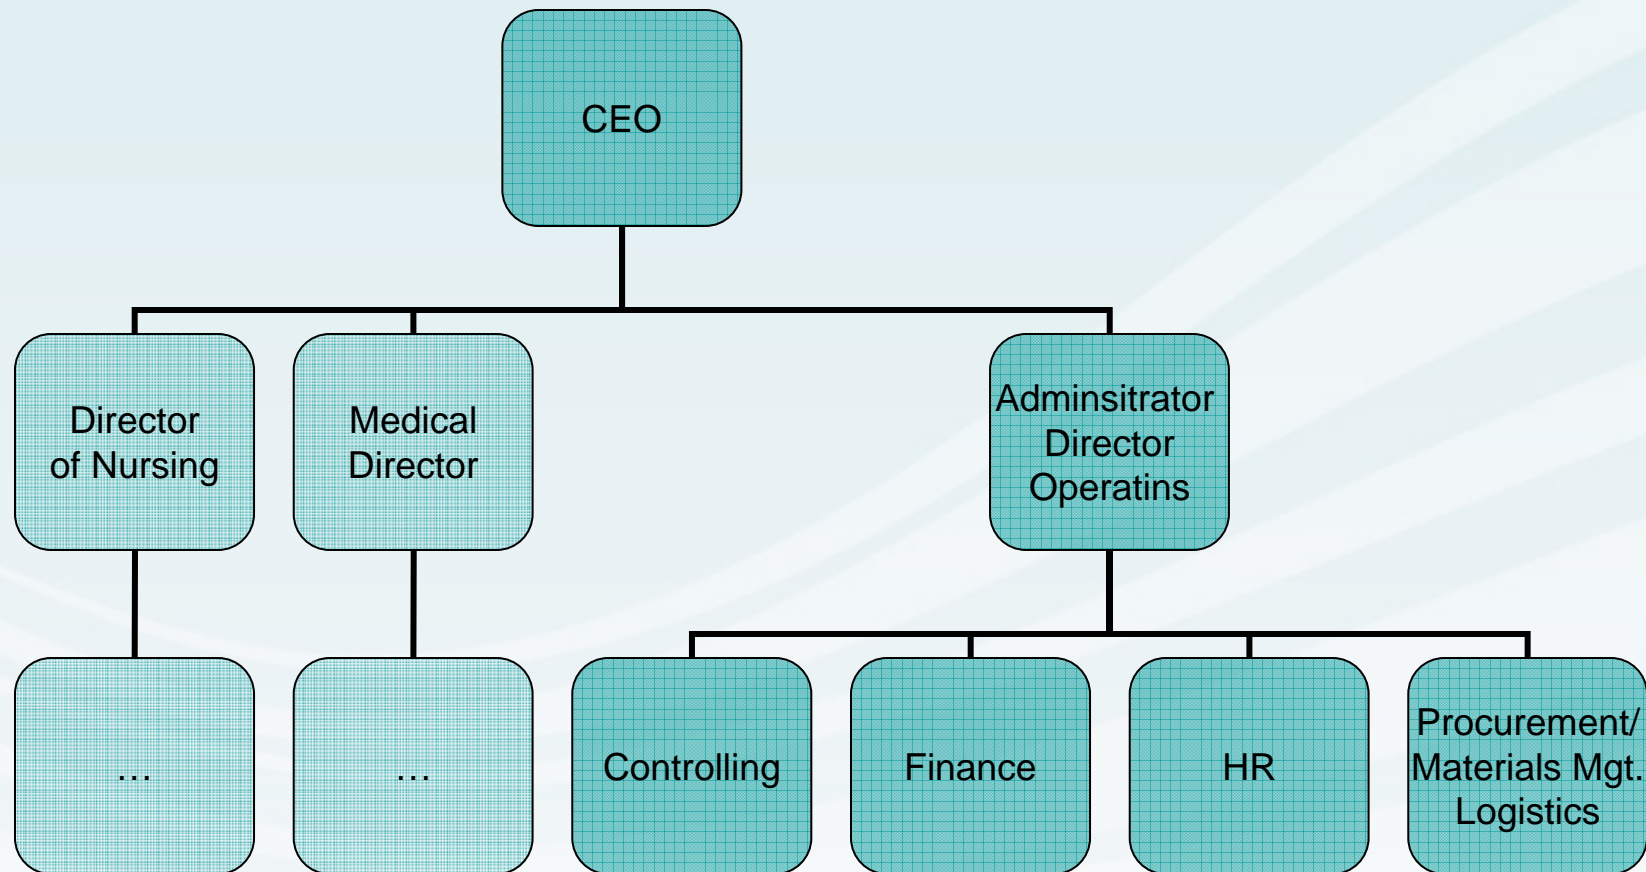 CEO
Director
of Nursing
Medical
Director
Adminsitrator
Director
Operatins
...
...
Controlling
Finance
HR
Procurement/
Materials Mgt.
Logistics